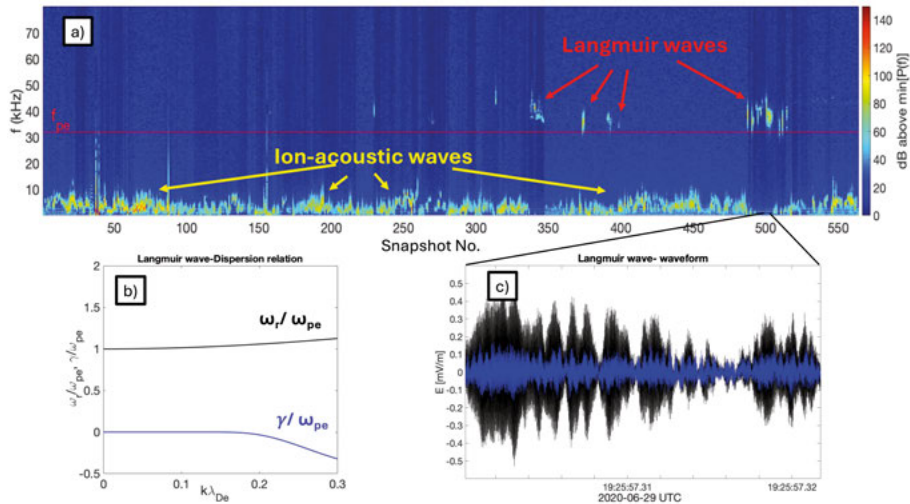 a)
Langmuir waves
Ion-acoustic waves
f_pe
f (kHz)
70
60
50
40
30
20
10
50
100
150
200
250
300
350
400
450
500
550
Snapshot No.
140
120
100
80
60
40
20
0
dB above min[P(f)]
Langmuir wave-Dispersion relation
b)
ω_r/ ω_pe
γ/ ω_pe
ω_r/ω_pe, γ/ω_pe
2
1.5
1
0.5
0
-0.5
0
0.1
0.2
0.3
kλ_De
Langmuir wave- waveform
c)
E [mV/m]
0.5
0.4
0.3
0.2
0.1
0
-0.1
-0.2
-0.3
-0.4
-0.5
19:25:57.31
19:25:57.32
2020-06-29 UTC